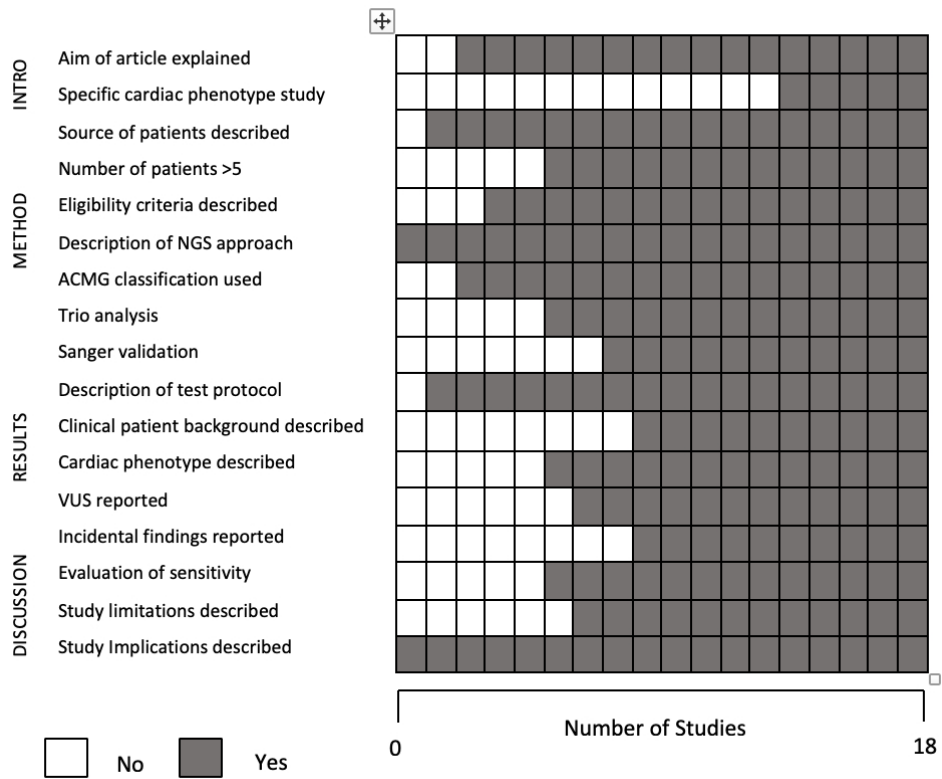 INTRO
Aim of article explained
Specific cardiac phenotype study
Source of patients described
Number of patients >5
METHOD
Eligibility criteria described
Description of NGS approach
ACMG classification used
Trio analysis
Sanger validation
Description of test protocol
RESULTS
Clinical patient background described
Cardiac phenotype described
VUS reported
Incidental findings reported
DISCUSSION
Evaluation of sensitivity
Study limitations described
Study Implications described
Number of Studies
0
18
No
Yes